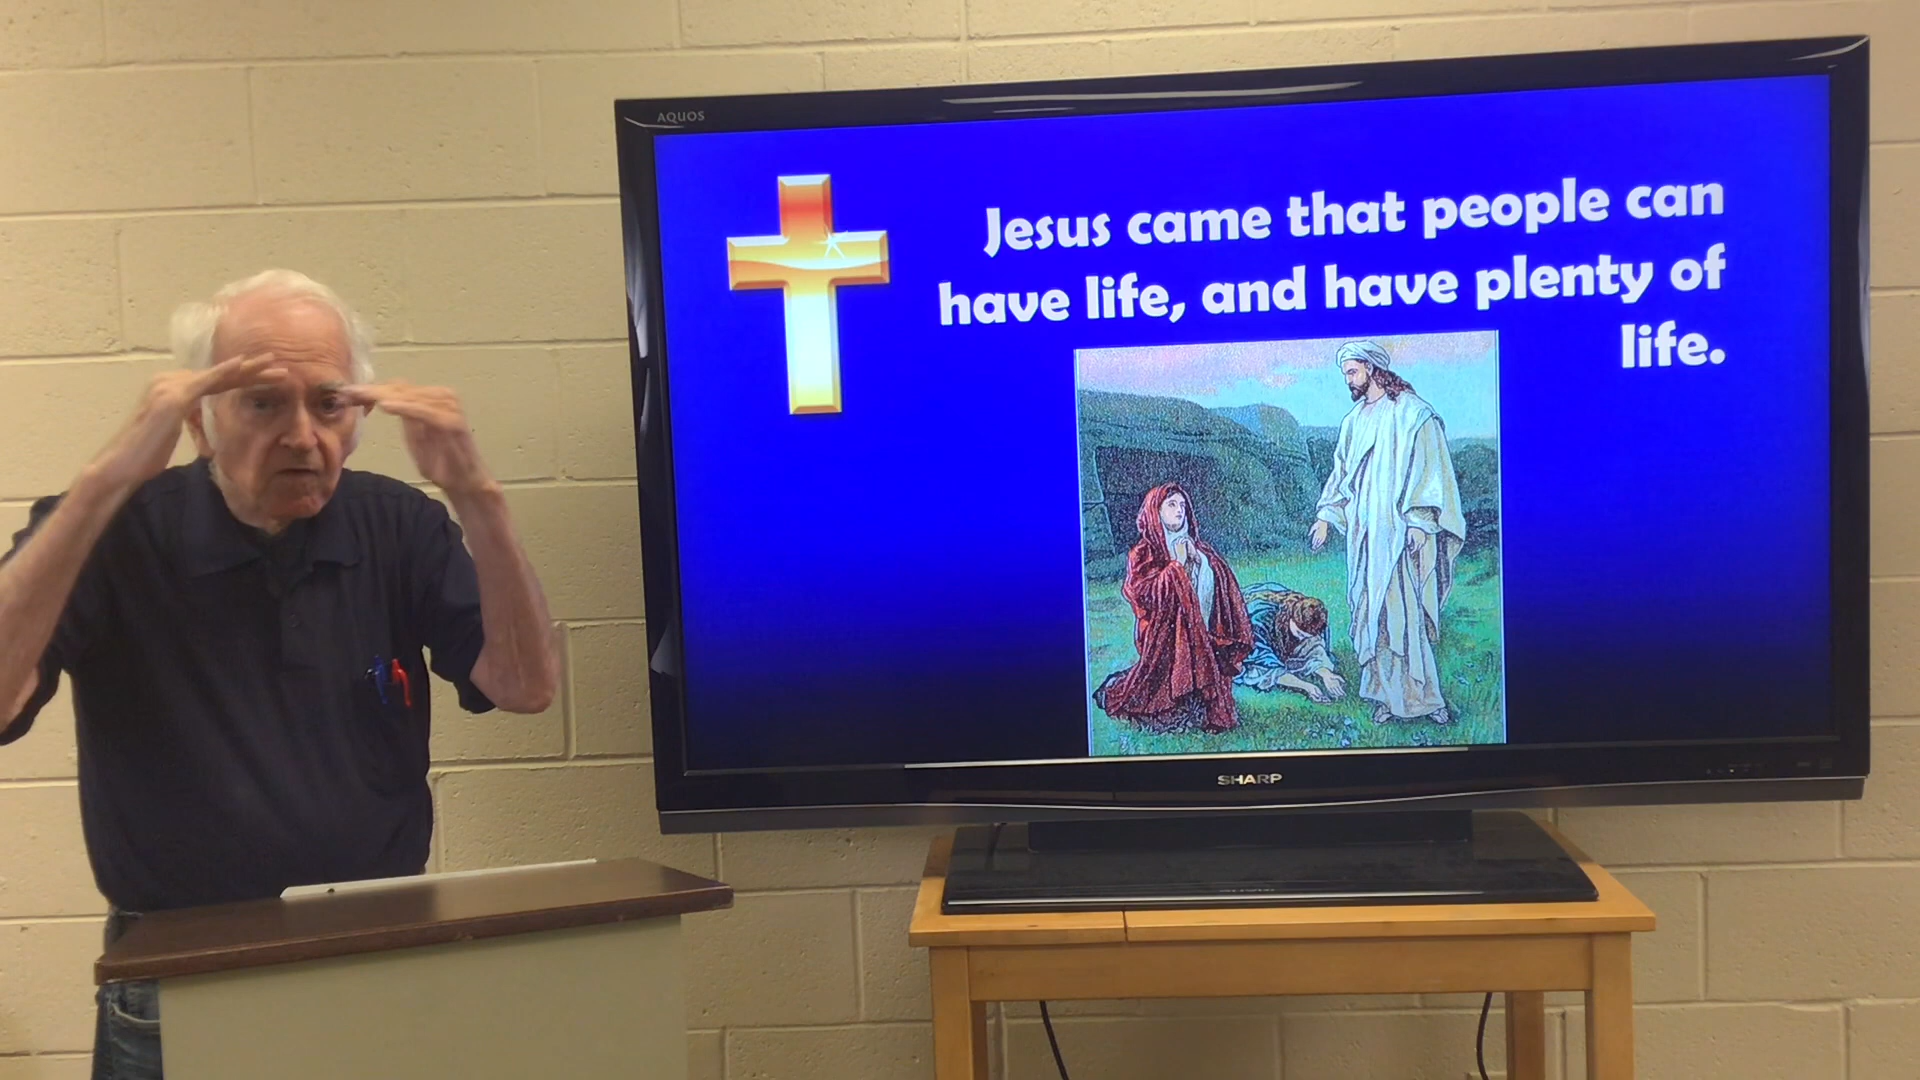 AQUOS
Jesus came that people can
have life, and have plenty of
life.
SHARP